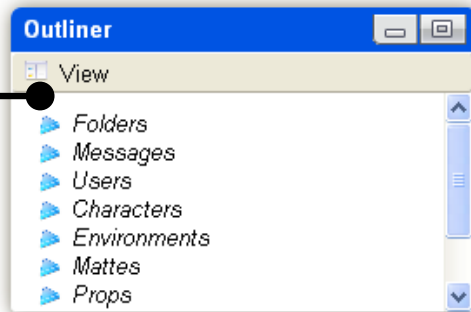 Outliner
View
Folders
Messages
Users
Characters
Environments
Mattes
Props